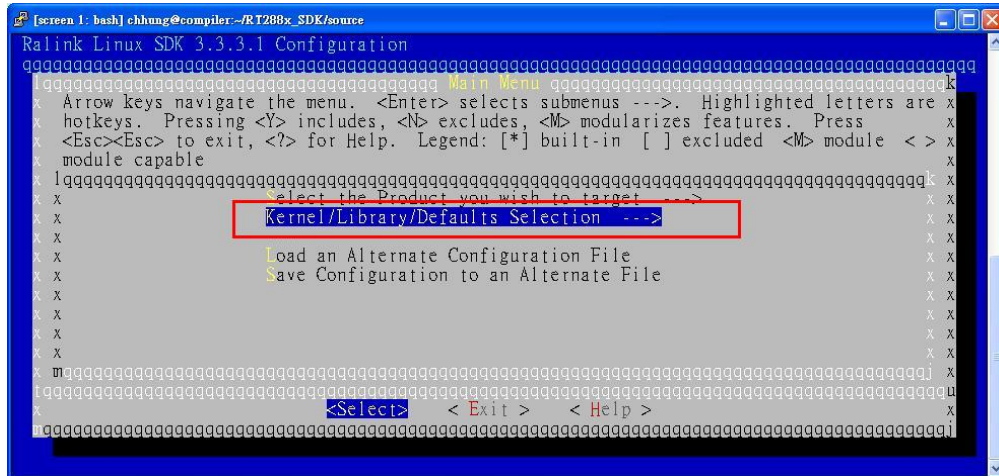 [screen 1: bash] chhung@compiler:~/RT288x_SDK/source
Ralink Linux SDK 3.3.3.1 Configuration
Main Menu
Arrow keys navigate the menu. <Enter> selects submenus --->. Highlighted letters are
hotkeys. Pressing <Y> includes, <N> excludes, <M> modularizes features. Press
<Esc><Esc> to exit, <?> for Help. Legend: [*] built-in [ ] excluded <M> module < >
module capable
Select the Product you wish to target --->
Kernel/Library/Defaults Selection --->
Load an Alternate Configuration File
Save Configuration to an Alternate File
<Select> < Exit > < Help >